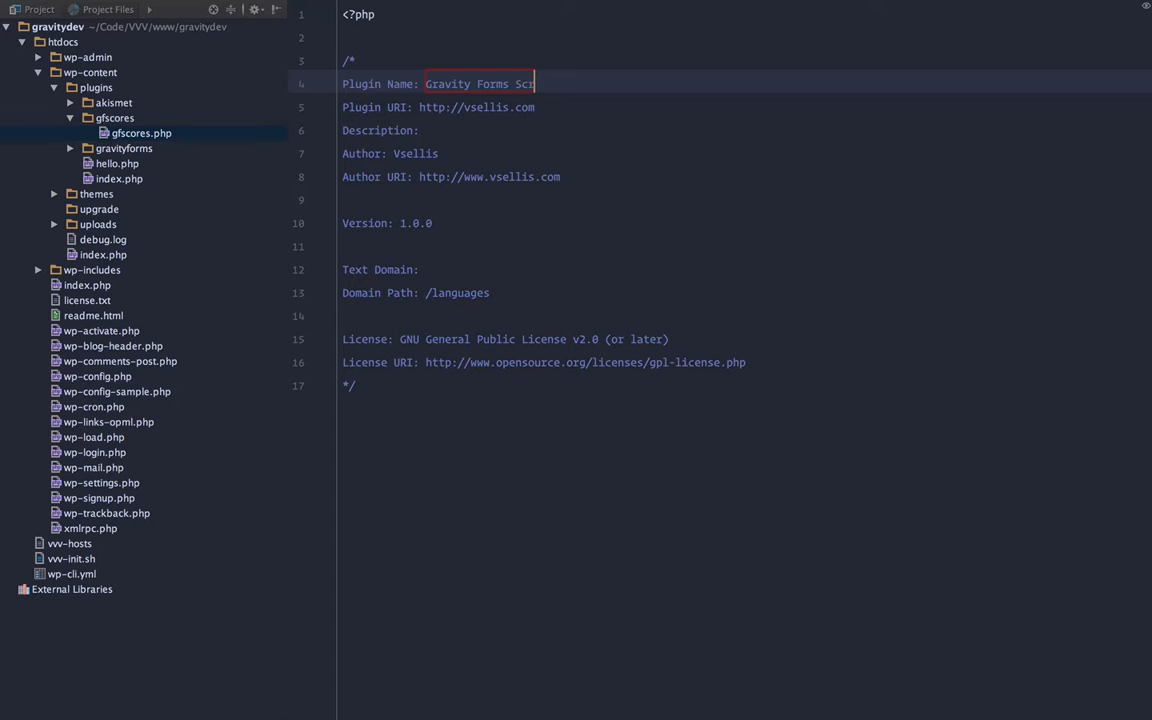 Project Project Files
gravitydev ~/Code/VVV/www/gravitydev
htdocs
wp-admin
wp-content
plugins
akismet
gfscores
gfscores.php
gravityforms
hello.php
index.php
themes
upgrade
uploads
debug.log
index.php
wp-includes
index.php
license.txt
readme.html
wp-activate.php
wp-blog-header.php
wp-comments-post.php
wp-config.php
wp-config-sample.php
wp-cron.php
wp-links-opml.php
wp-load.php
wp-login.php
wp-mail.php
wp-settings.php
wp-signup.php
wp-trackback.php
xmlrpc.php
vvv-hosts
vvv-init.sh
wp-cli.yml
External Libraries
1 <?php
2
3 /*
4 Plugin Name: Gravity Forms Scr
5 Plugin URI: http://vsellis.com
6 Description:
7 Author: Vsellis
8 Author URI: http://www.vsellis.com
9
10 Version: 1.0.0
11
12 Text Domain:
13 Domain Path: /languages
14
15 License: GNU General Public License v2.0 (or later)
16 License URI: http://www.opensource.org/licenses/gpl-license.php
17 */